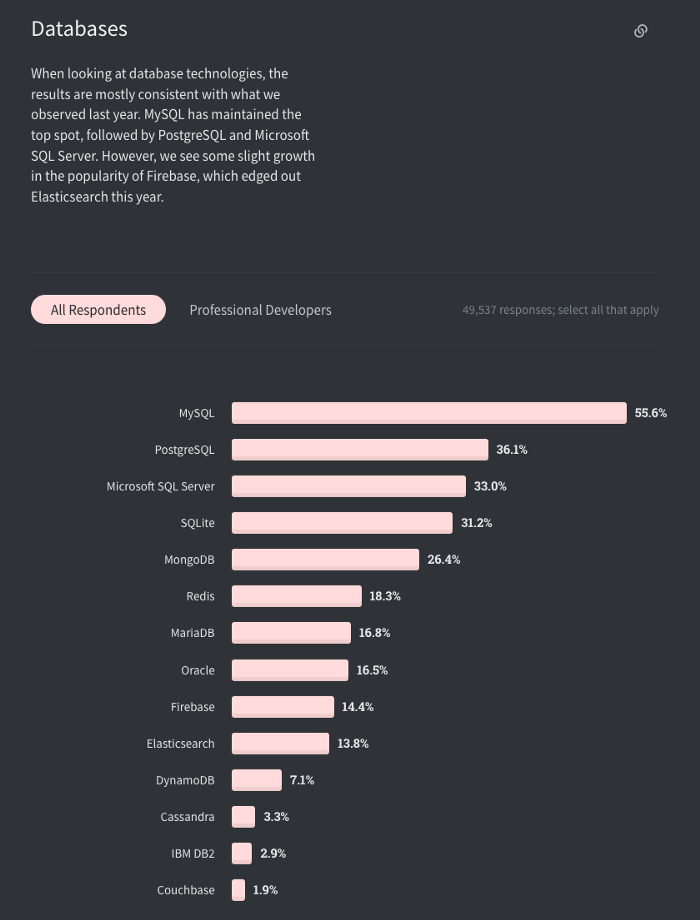 Databases
When looking at database technologies, the
results are mostly consistent with what we
observed last year. MySQL has maintained the
top spot, followed by PostgreSQL and Microsoft
SQL Server. However, we see some slight growth
in the popularity of Firebase, which edged out
Elasticsearch this year.
All Respondents Professional Developers 49,537 responses; select all that apply
MySQL 55.6%
PostgreSQL 36.1%
Microsoft SQL Server 33.0%
SQLite 31.2%
MongoDB 26.4%
Redis 18.3%
MariaDB 16.8%
Oracle 16.5%
Firebase 14.4%
Elasticsearch 13.8%
DynamoDB 7.1%
Cassandra 3.3%
IBM DB2 2.9%
Couchbase 1.9%